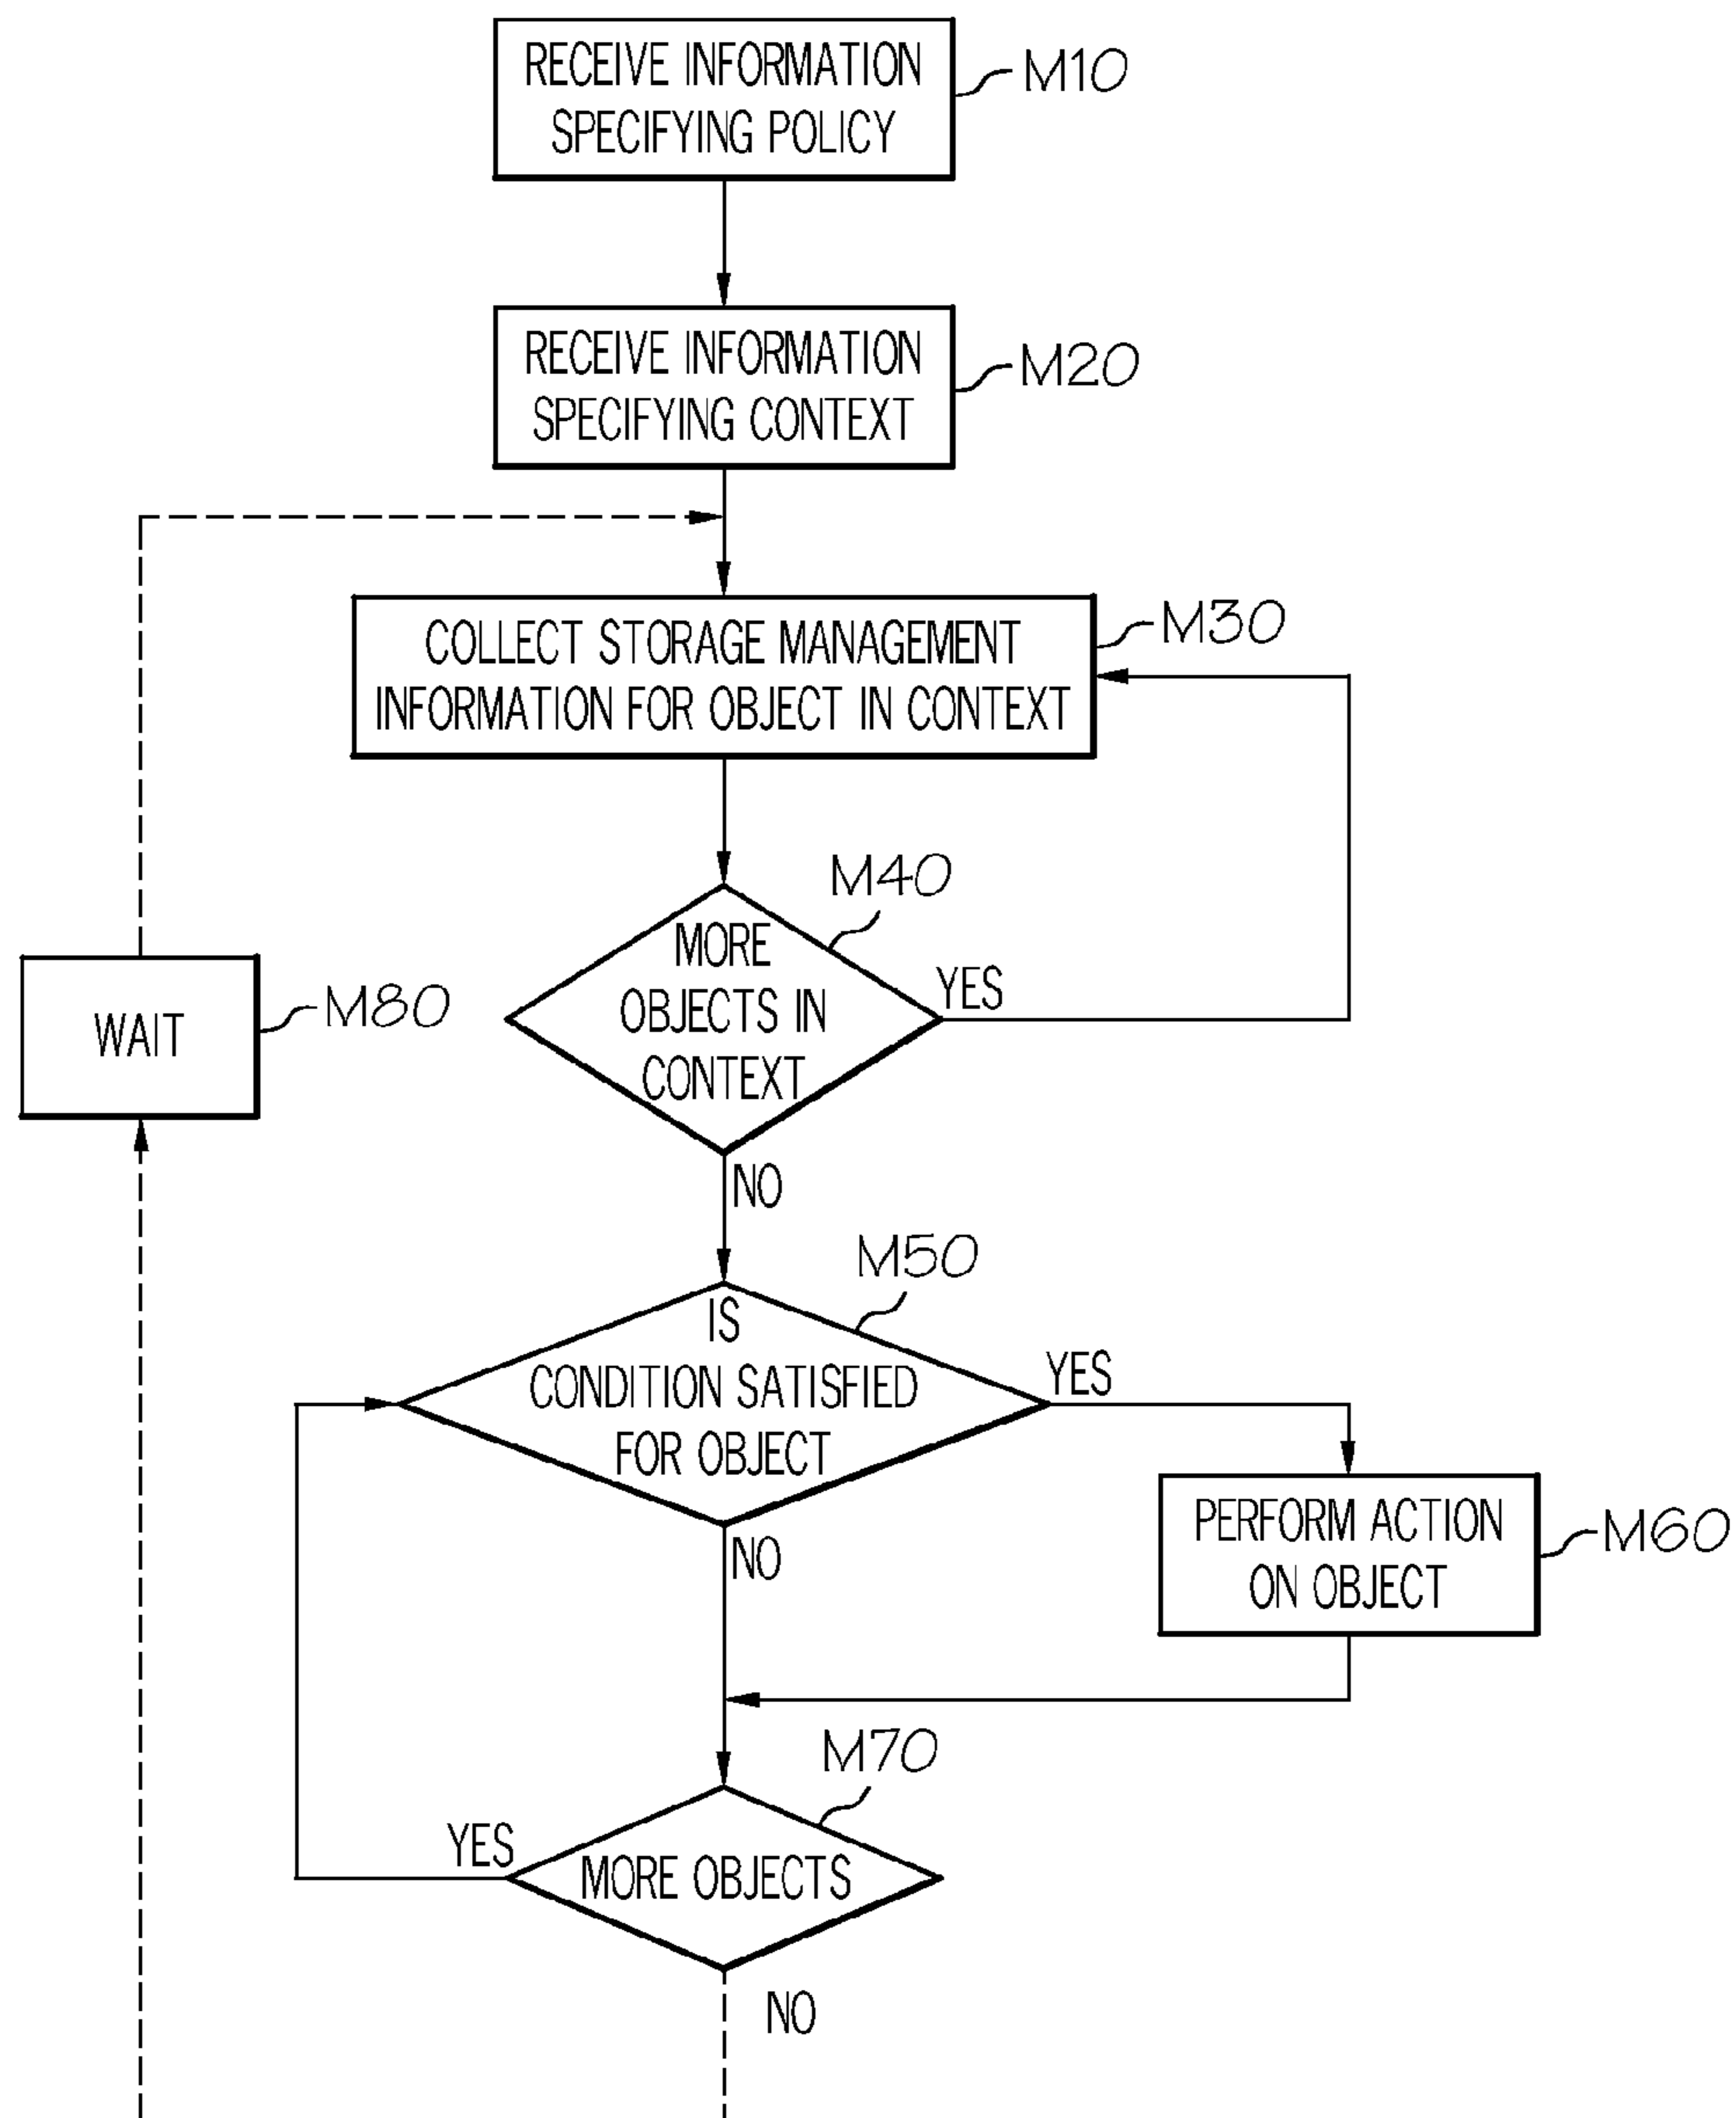 RECEIVE INFORMATION
SPECIFYING POLICY
M10
RECEIVE INFORMATION
SPECIFYING CONTEXT
M20
COLLECT STORAGE MANAGEMENT
INFORMATION FOR OBJECT IN CONTEXT
M30
M40
MORE
OBJECTS IN
CONTEXT
YES
WAIT
M80
NO
M50
IS
CONDITION SATISFIED
FOR OBJECT
YES
PERFORM ACTION
ON OBJECT
M60
NO
M70
YES
MORE OBJECTS
NO